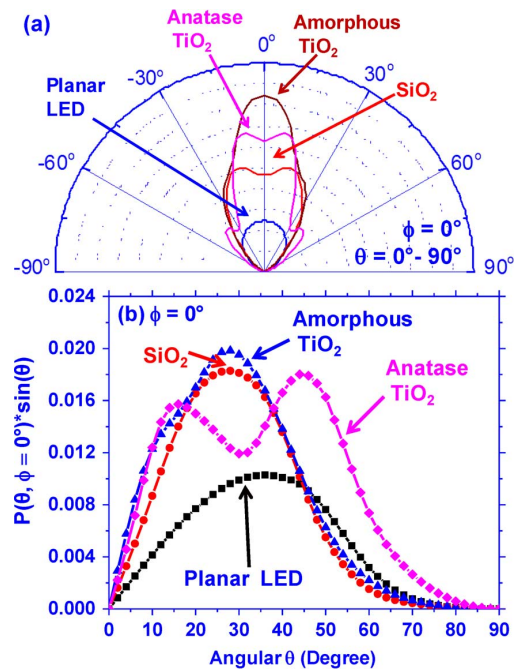 (a)
Anatase
TiO₂
Amorphous
TiO₂
0°
-30°
30°
Planar
LED
SiO₂
-60°
60°
ϕ = 0°
θ = 0°- 90°
-90°
90°
0.024
0.020
0.016
0.012
0.008
0.004
0.000
P(θ, ϕ = 0°)*sin(θ)
(b) ϕ = 0°
Amorphous
TiO₂
SiO₂
Anatase
TiO₂
Planar LED
0 10 20 30 40 50 60 70 80 90
Angular θ (Degree)